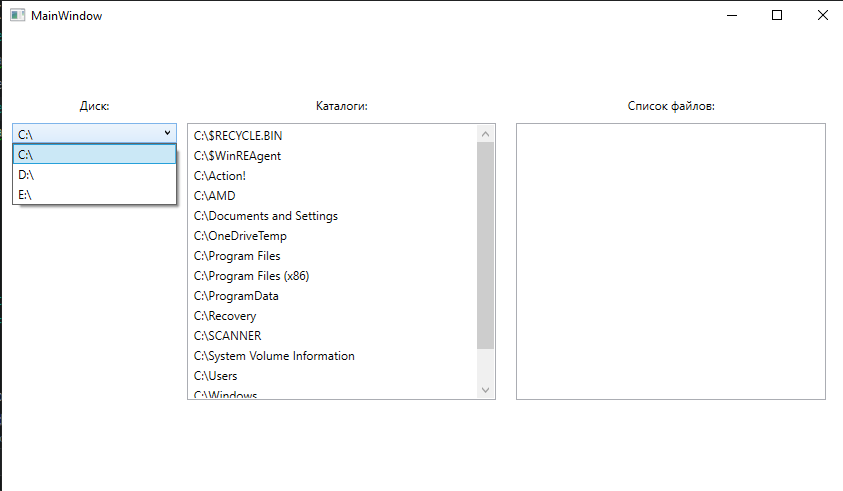 MainWindow
Диск:
Каталоги:
Список файлов:
C:\
C:\
D:\
E:\
C:\$RECYCLE.BIN
C:\$WinREAgent
C:\Action!
C:\AMD
C:\Documents and Settings
C:\OneDriveTemp
C:\Program Files
C:\Program Files (x86)
C:\ProgramData
C:\Recovery
C:\SCANNER
C:\System Volume Information
C:\Users
C:\Windows